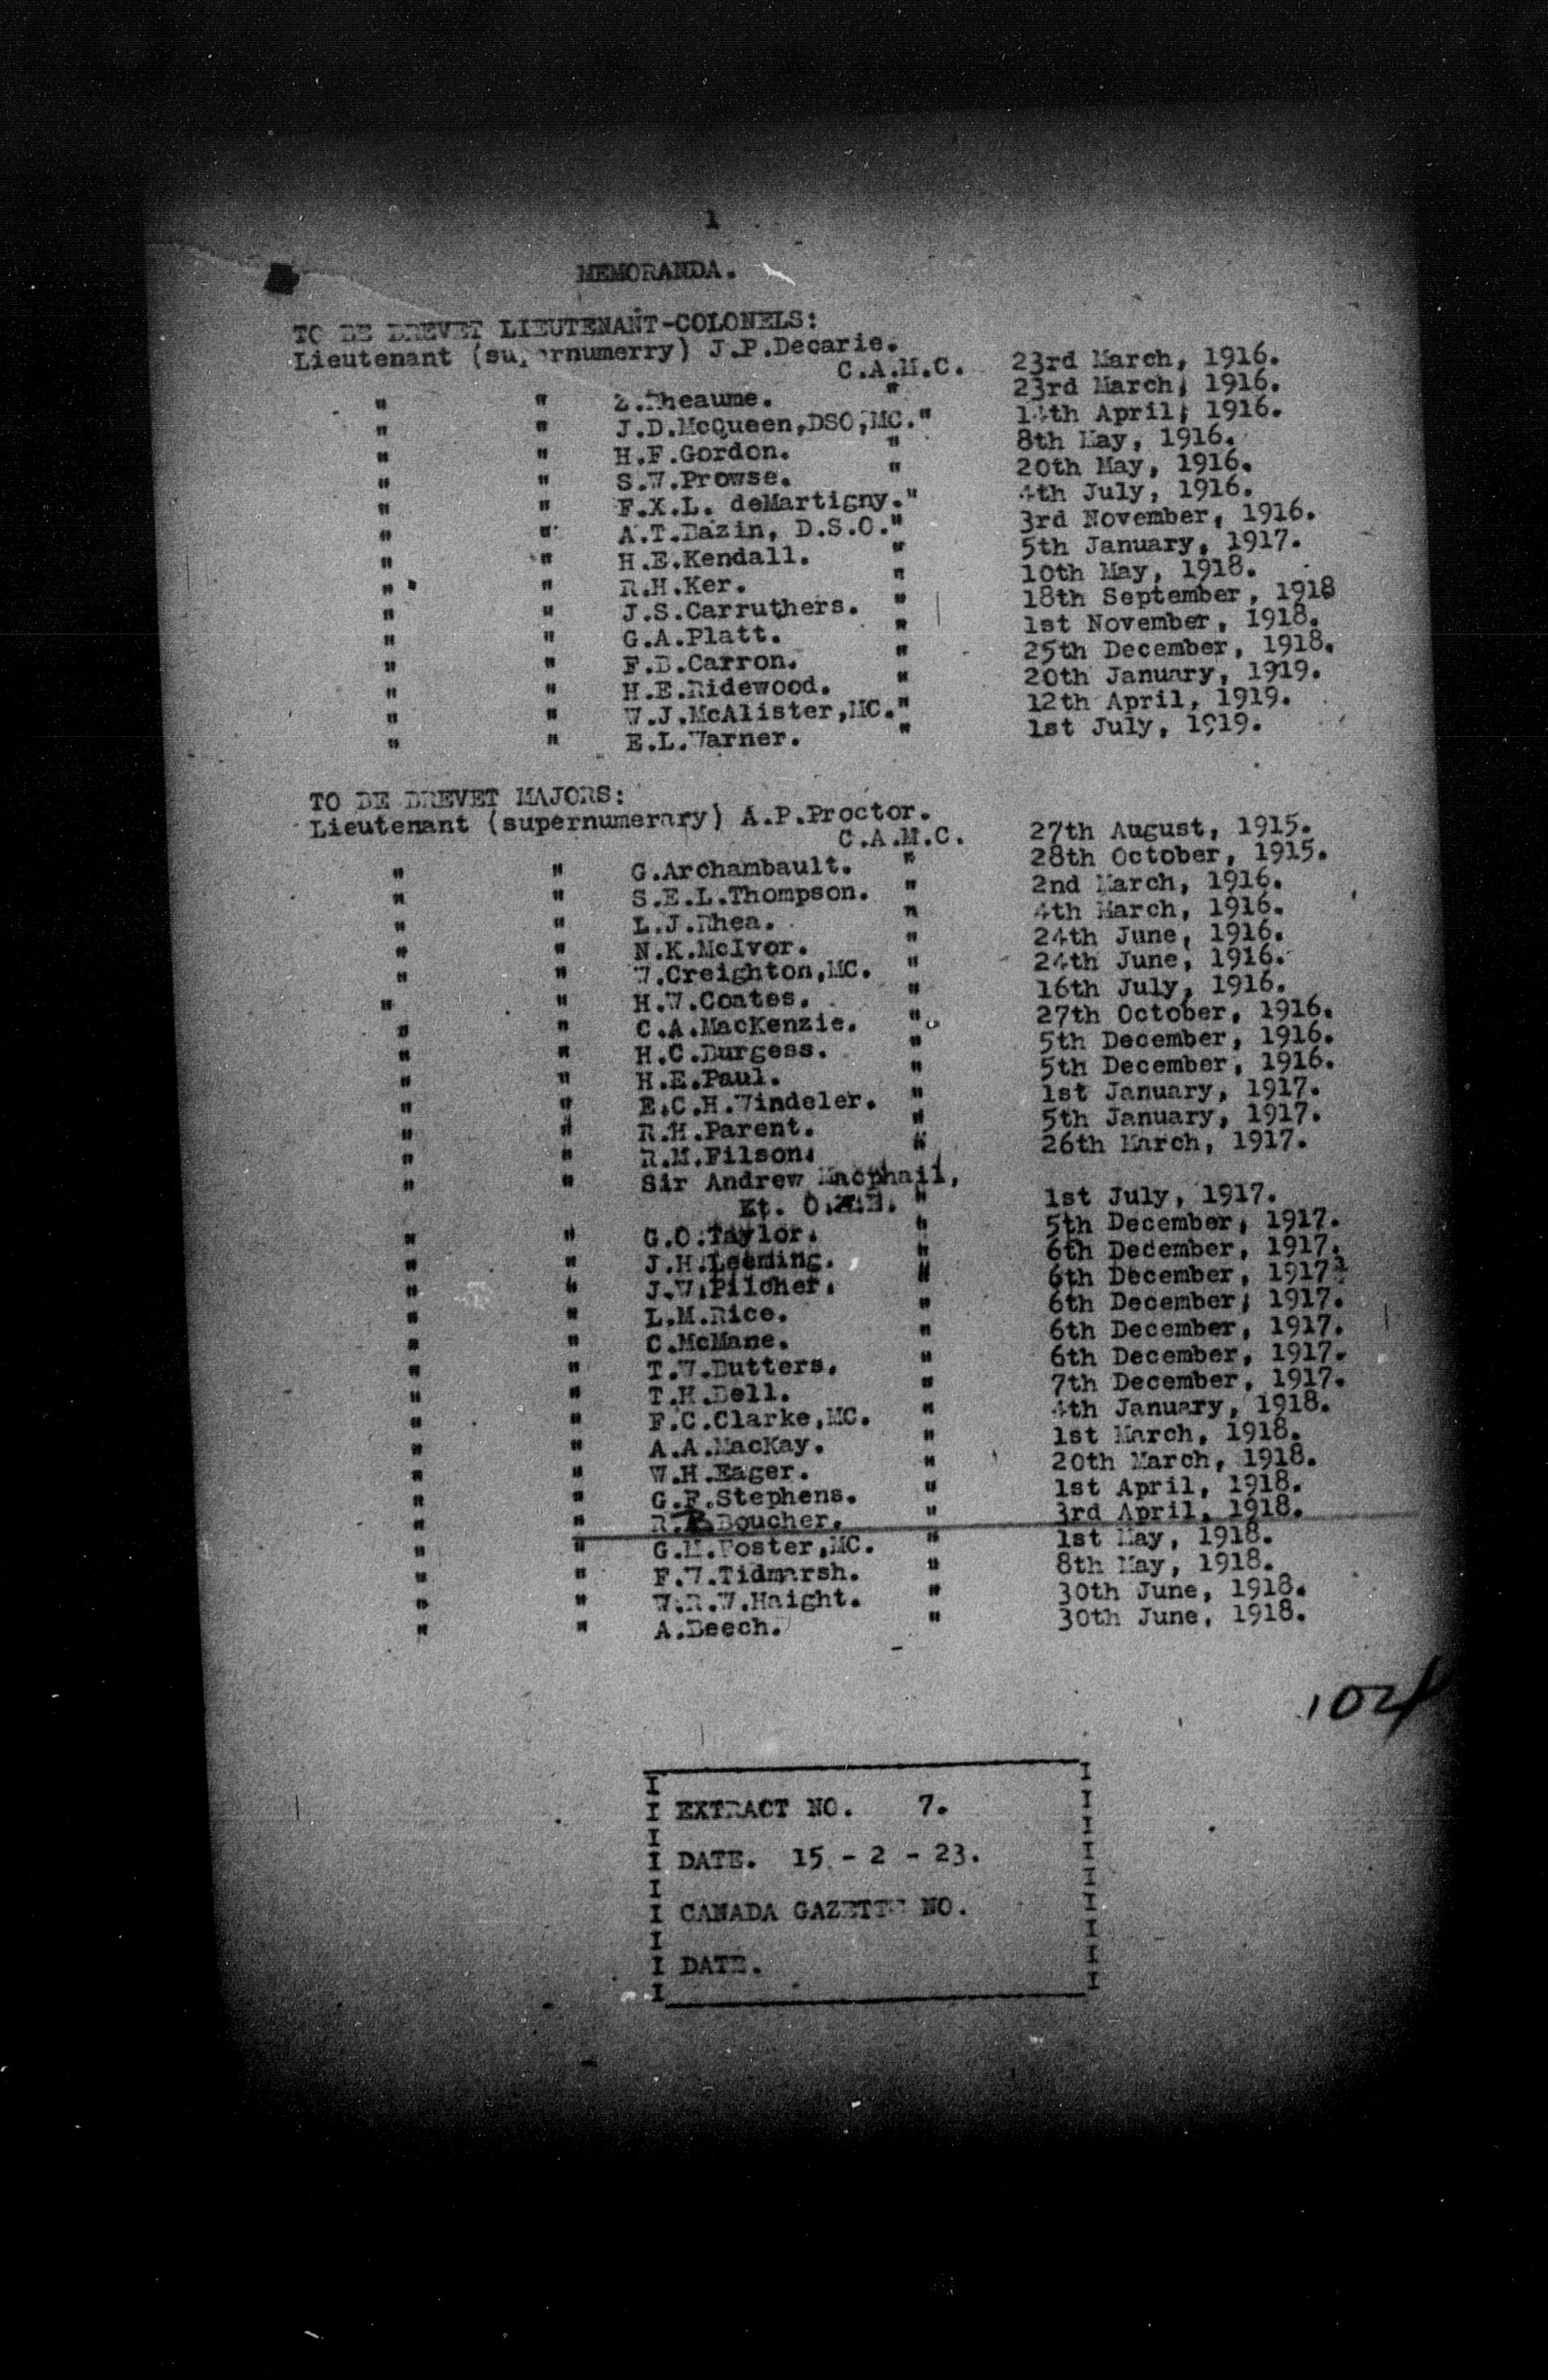 1
MEMORANDA.
TO BE BREVET LIEUTENANT-COLONELS:
Lieutenant (supernumerry) J.P.Decarie.
C.A.M.C. 23rd March, 1916.
" " Z.Rheaume. " 23rd March, 1916.
" " J.D.McQueen,DSO,MC." 14th April, 1916.
" " H.F.Gordon. " 8th May, 1916.
" " S.W.Prowse. " 20th May, 1916.
" " F.X.L. deMartigny." 4th July, 1916.
" " A.T.Bazin, D.S.O." 3rd November, 1916.
" " H.E.Kendall. " 5th January, 1917.
" " R.H.Ker. " 10th May, 1918.
" " J.S.Carruthers. " 18th September, 1918
" " G.A.Platt. " 1st November, 1918.
" " F.B.Carron. " 25th December, 1918.
" " H.E.Ridewood. " 20th January, 1919.
" " W.J.McAlister,MC." 12th April, 1919.
" " E.L.Warner. " 1st July, 1919.
TO BE BREVET MAJORS:
Lieutenant (supernumerary) A.P.Proctor.
C.A.M.C. 27th August, 1915.
" " G.Archambault. " 28th October, 1915.
" " S.E.L.Thompson. " 2nd March, 1916.
" " L.J.Rhea. " 4th March, 1916.
" " N.K.McIvor. " 24th June, 1916.
" " W.Creighton,MC. " 24th June, 1916.
" " H.W.Coates. " 16th July, 1916.
" " C.A.MacKenzie. " 27th October, 1916.
" " H.C.Burgess. " 5th December, 1916.
" " H.E.Paul. " 5th December, 1916.
" " E.C.H.Windeler. " 1st January, 1917.
" " R.H.Parent. " 5th January, 1917.
" " R.M.Filson. " 26th March, 1917.
" " Sir Andrew Macphail,
Kt. O.B.E. " 1st July, 1917.
" " G.O.Taylor. " 5th December, 1917.
" " J.H.Leeming. " 6th December, 1917.
" " J.W.Pilcher. " 6th December, 1917.
" " L.M.Rice. " 6th December, 1917.
" " C.McMane. " 6th December, 1917.
" " T.W.Butters. " 6th December, 1917.
" " T.H.Bell. " 7th December, 1917.
" " F.C.Clarke,MC. " 4th January, 1918.
" " A.A.MacKay. " 1st March, 1918.
" " W.H.Eager. " 20th March, 1918.
" " G.F.Stephens. " 1st April, 1918.
" " R.B.Boucher. " 3rd April, 1918.
" " G.M.Foster,MC. " 1st May, 1918.
" " F.W.Tidmarsh. " 8th May, 1918.
" " W.R.W.Haight. " 30th June, 1918.
" " A.Beech. " 30th June, 1918.
104
EXTRACT NO. 7.
DATE. 15 - 2 - 23.
CANADA GAZETTE NO.
DATE.